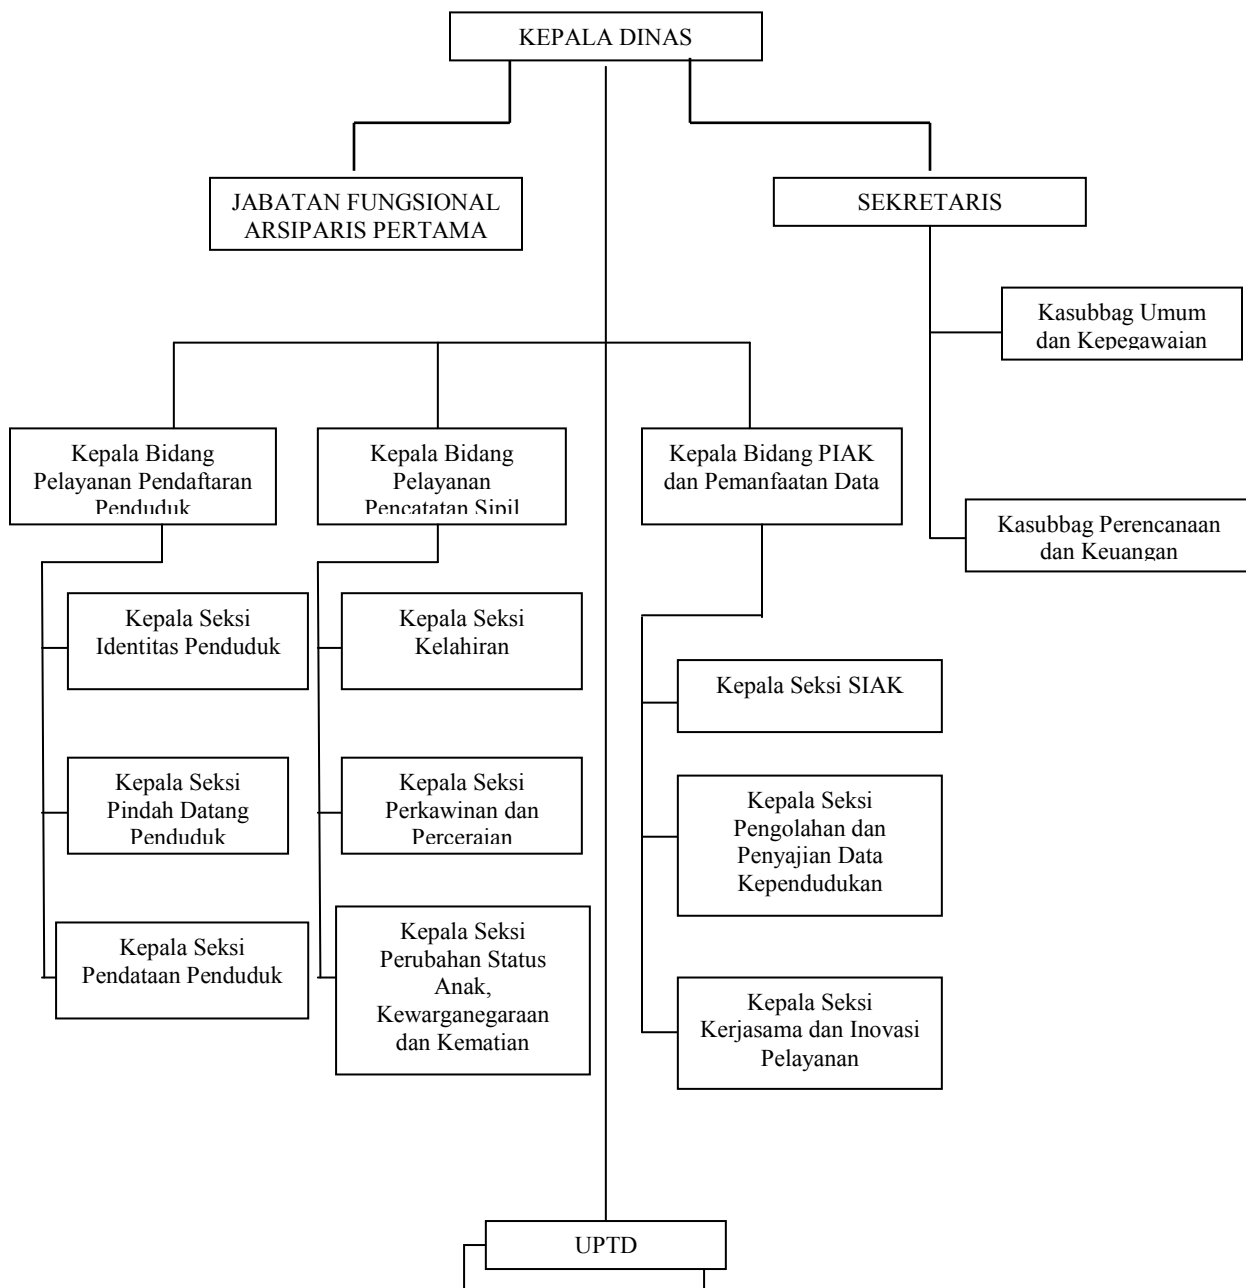 KEPALA DINAS
JABATAN FUNGSIONAL
ARSIPARIS PERTAMA
SEKRETARIS
Kasubbag Umum
dan Kepegawaian
Kepala Bidang
Pelayanan Pendaftaran
Penduduk
Kepala Bidang
Pelayanan
Pencatatan Sipil
Kepala Bidang PIAK
dan Pemanfaatan Data
Kasubbag Perencanaan
dan Keuangan
Kepala Seksi
Identitas Penduduk
Kepala Seksi
Kelahiran
Kepala Seksi SIAK
Kepala Seksi
Pindah Datang
Penduduk
Kepala Seksi
Perkawinan dan
Perceraian
Kepala Seksi
Pengolahan dan
Penyajian Data
Kependudukan
Kepala Seksi
Pendataan Penduduk
Kepala Seksi
Perubahan Status
Anak,
Kewarganegaraan
dan Kematian
Kepala Seksi
Kerjasama dan Inovasi
Pelayanan
UPTD